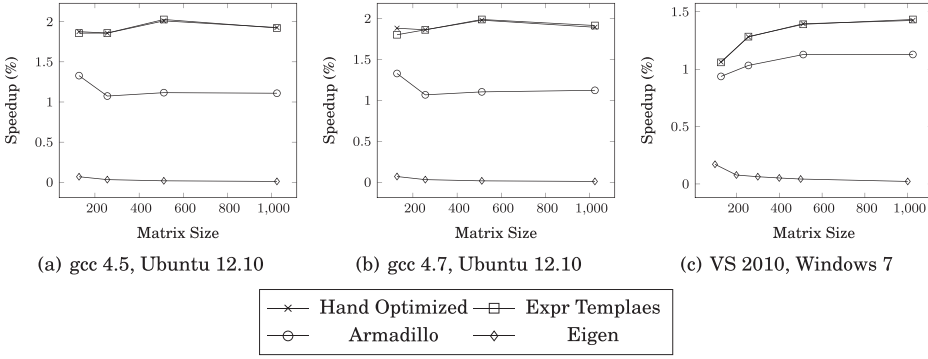 2
1.5
1
0.5
0
Speedup (%)
200 400 600 800 1,000
Matrix Size
(a) gcc 4.5, Ubuntu 12.10
2
1.5
1
0.5
0
Speedup (%)
200 400 600 800 1,000
Matrix Size
(b) gcc 4.7, Ubuntu 12.10
1.5
1
0.5
0
Speedup (%)
200 400 600 800 1,000
Matrix Size
(c) VS 2010, Windows 7
Hand Optimized Expr Templaes
Armadillo Eigen